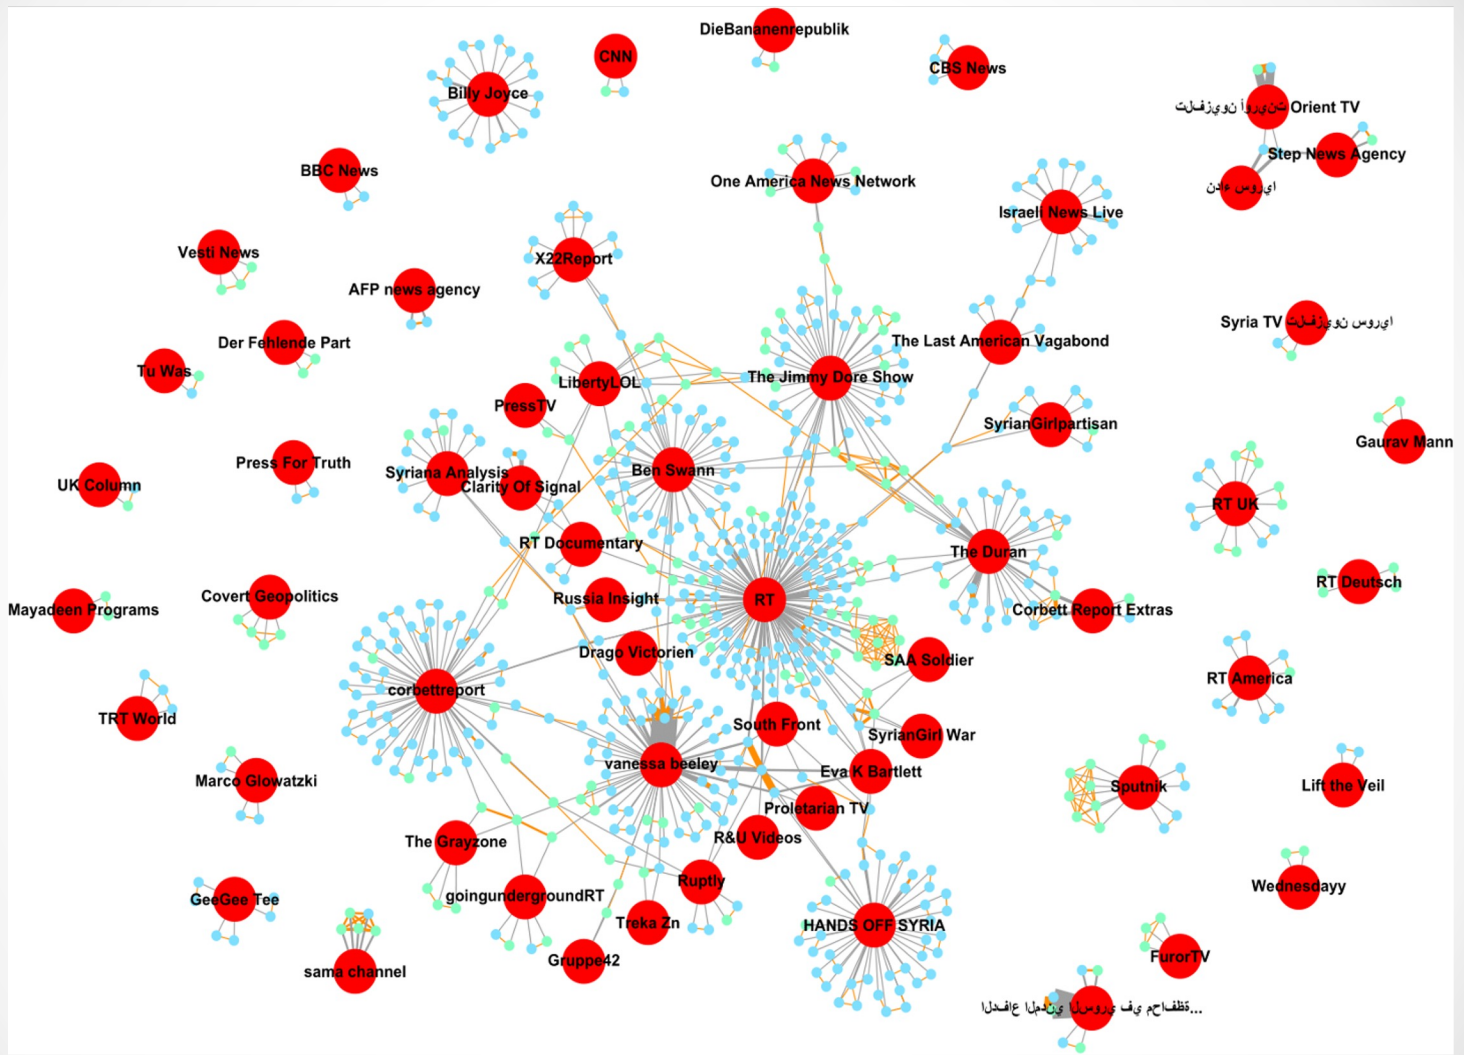 DieBananenrepublik
CNN
CBS News
Billy Joyce
تلفزيون أورينت Orient TV
Step News Agency
BBC News
One America News Network
نداء سوريا
Israeli News Live
Vesti News
X22Report
AFP news agency
Syria TV تلفزيون سوريا
Der Fehlende Part
The Last American Vagabond
Tu Was
The Jimmy Dore Show
LibertyLOL
PressTV
SyrianGirlpartisan
Gaurav Mann
Press For Truth
Syriana Analysis
Ben Swann
UK Column
Clarity Of Signal
RT UK
RT Documentary
The Duran
RT Deutsch
Covert Geopolitics
Russia Insight
RT
Mayadeen Programs
Corbett Report Extras
Drago Victorien
SAA Soldier
RT America
corbettreport
TRT World
South Front
SyrianGirl War
vanessa beeley
Eva K Bartlett
Marco Glowatzki
Sputnik
Lift the Veil
Proletarian TV
The Grayzone
R&U Videos
Ruptly
Wednesdayy
goingundergroundRT
GeeGee Tee
Treka Zn
HANDS OFF SYRIA
FurorTV
Gruppe42
sama channel
الدفاع المدني السوري في محافظة...